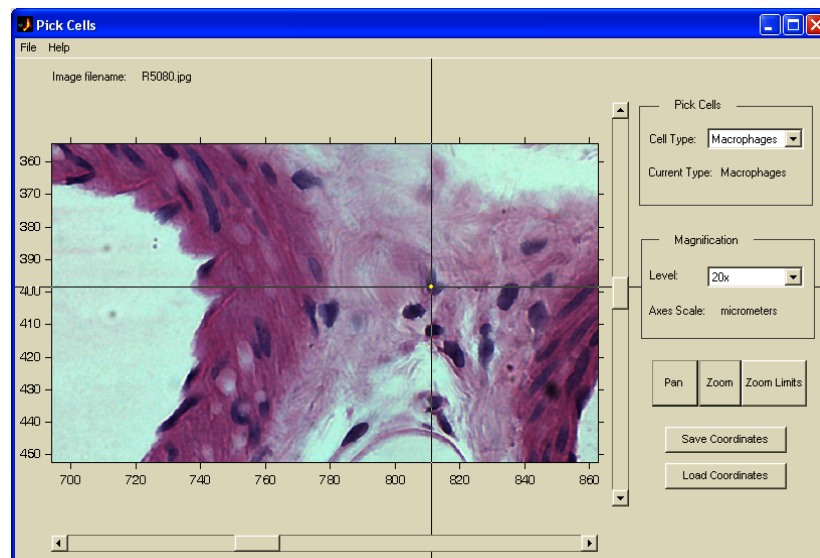 Pick Cells
File Help
Image filename: R5080.jpg
Pick Cells
Cell Type: Macrophages
Current Type: Macrophages
Magnification
Level: 20x
Axes Scale: micrometers
Pan Zoom Zoom Limits
Save Coordinates
Load Coordinates
360
370
380
390
400
410
420
430
440
450
700 720 740 760 780 800 820 840 860